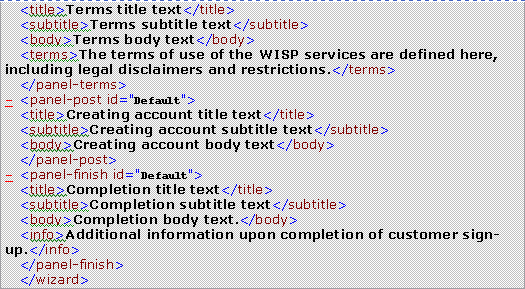 <title>Terms title text</title>
<subtitle>Terms subtitle text</subtitle>
<body>Terms body text</body>
<terms>The terms of use of the WISP services are defined here,
including legal disclaimers and restrictions.</terms>
</panel-terms>
- <panel-post id="Default">
<title>Creating account title text</title>
<subtitle>Creating account subtitle text</subtitle>
<body>Creating account body text</body>
</panel-post>
- <panel-finish id="Default">
<title>Completion title text</title>
<subtitle>Completion subtitle text</subtitle>
<body>Completion body text.</body>
<info>Additional information upon completion of customer sign-
up.</info>
</panel-finish>
</wizard>